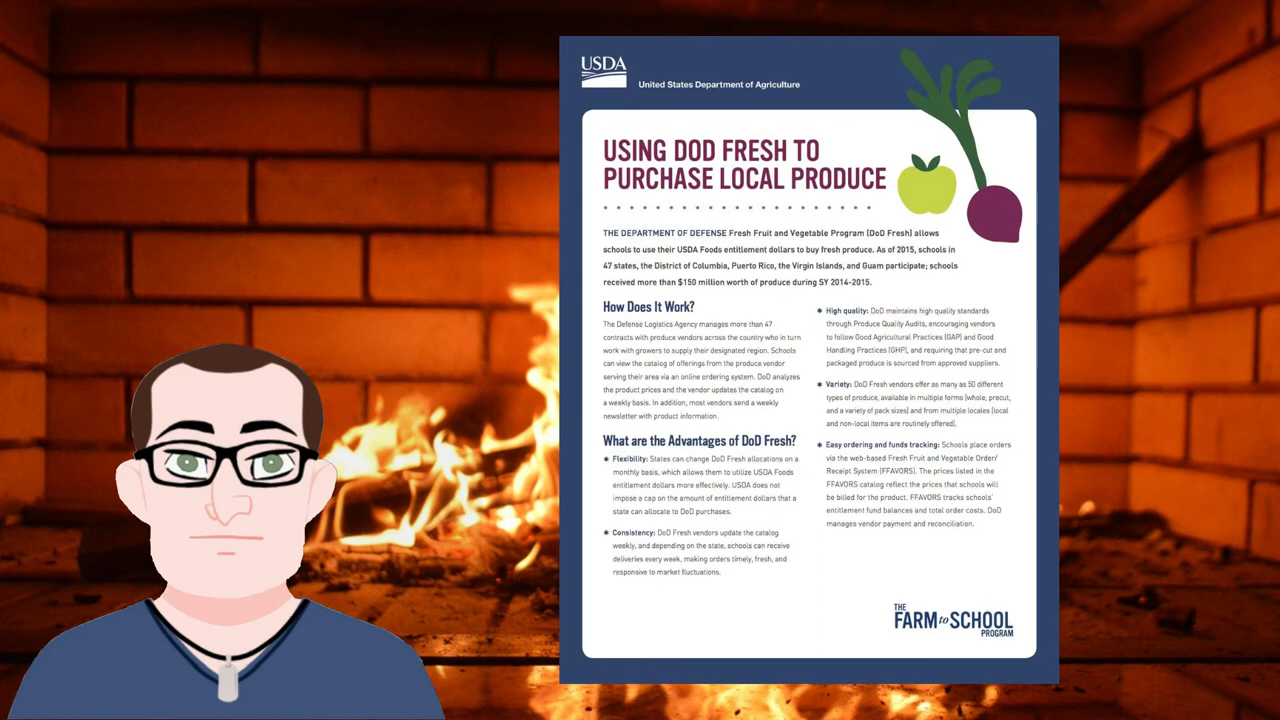 USDA
United States Department of Agriculture
USING DOD FRESH TO
PURCHASE LOCAL PRODUCE
THE DEPARTMENT OF DEFENSE Fresh Fruit and Vegetable Program (DoD Fresh) allows
schools to use their USDA Foods entitlement dollars to buy fresh produce. As of 2015, schools in
47 states, the District of Columbia, Puerto Rico, the Virgin Islands, and Guam participate; schools
received more than $150 million worth of produce during SY 2014-2015.
How Does It Work?
The Defense Logistics Agency manages more than 47
contracts with produce vendors across the country who in turn
work with growers to supply their designated region. Schools
can view the catalog of offerings from the produce vendor
serving their area via an online ordering system. DoD analyzes
the product prices and the vendor updates the catalog on
a weekly basis. In addition, most vendors send a weekly
newsletter with product information.
What are the Advantages of DoD Fresh?
✱ Flexibility: States can change DoD Fresh allocations on a
monthly basis, which allows them to utilize USDA Foods
entitlement dollars more effectively. USDA does not
impose a cap on the amount of entitlement dollars that a
state can allocate to DoD purchases.
✱ Consistency: DoD Fresh vendors update the catalog
weekly, and depending on the state, schools can receive
deliveries every week, making orders timely, fresh, and
responsive to market fluctuations.
✱ High quality: DoD maintains high quality standards
through Produce Quality Audits, encouraging vendors
to follow Good Agricultural Practices (GAP) and Good
Handling Practices (GHP), and requiring that pre-cut and
packaged produce is sourced from approved suppliers.
✱ Variety: DoD Fresh vendors offer as many as 50 different
types of produce, available in multiple forms (whole, precut,
and a variety of pack sizes) and from multiple locates (local
and non-local items are routinely offered).
✱ Easy ordering and funds tracking: Schools place orders
via the web-based Fresh Fruit and Vegetable Order/
Receipt System (FFAVORS). The prices listed in the
FFAVORS catalog reflect the prices that schools will
be billed for the product. FFAVORS tracks schools'
entitlement fund balances and total order costs. DoD
manages vendor payment and reconciliation.
THE
FARM to SCHOOL
PROGRAM